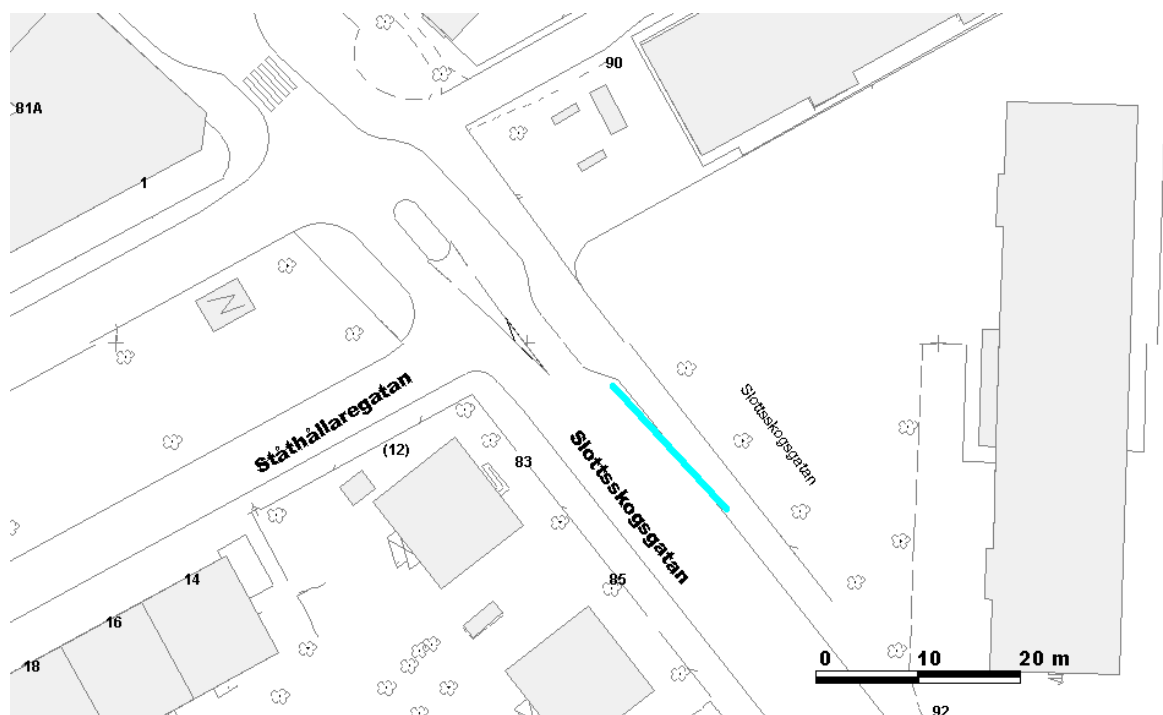 90
81A
1
Ståthållaregatan
Slottsskogsgatan
Slottsskogsgatan
(12)
83
85
14
16
18
0 10 20 m
92